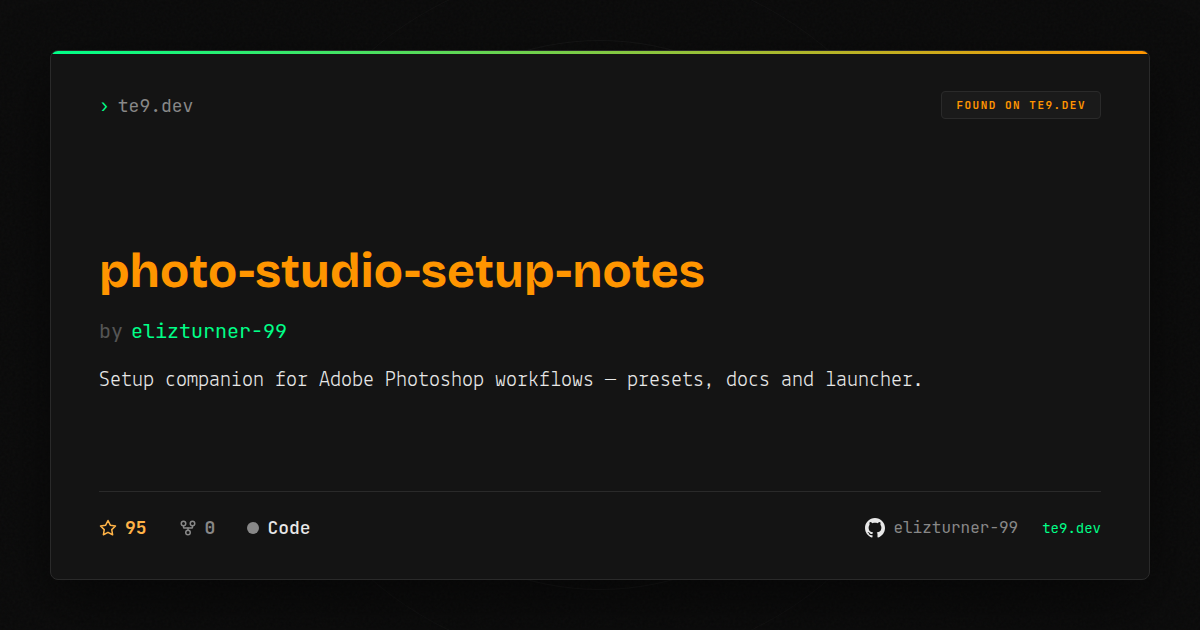 › te9.dev
FOUND ON TE9.DEV
photo-studio-setup-notes
by elizturner-99
Setup companion for Adobe Photoshop workflows — presets, docs and launcher.
95 0 Code
elizturner-99 te9.dev